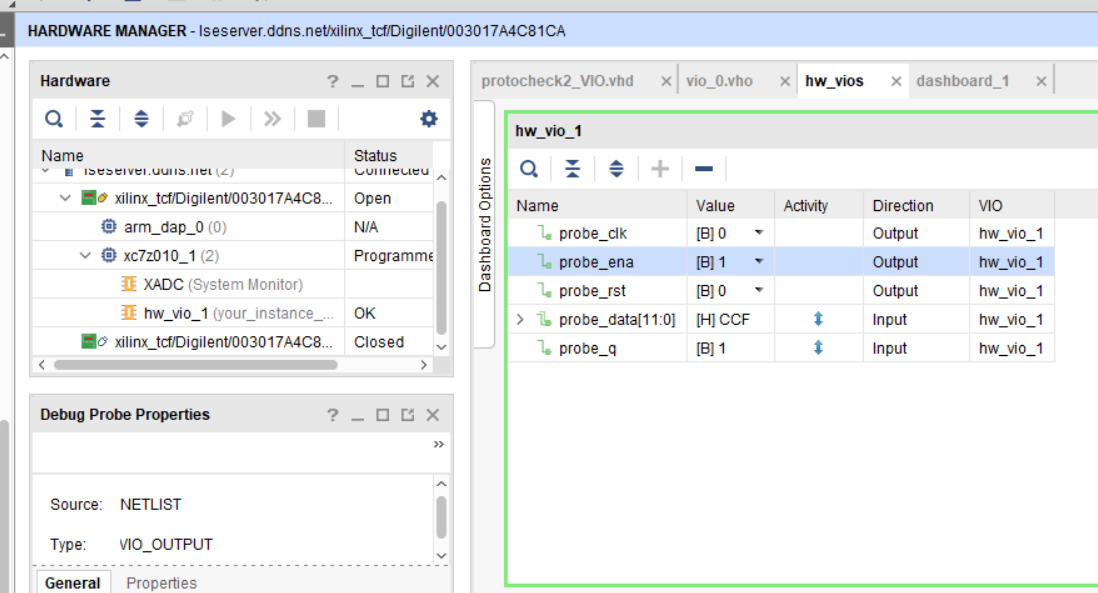 HARDWARE MANAGER - lseserver.ddns.net/xilinx_tcf/Digilent/003017A4C81CA
Hardware
Name Status
lseserver.ddns.net (2) Connected
xilinx_tcf/Digilent/003017A4C8... Open
arm_dap_0 (0) N/A
xc7z010_1 (2) Programme
XADC (System Monitor)
hw_vio_1 (your_instance_... OK
xilinx_tcf/Digilent/003017A4C8... Closed
Debug Probe Properties
Source: NETLIST
Type: VIO_OUTPUT
General Properties
protocheck2_VIO.vhd vio_0.vho hw_vios dashboard_1
Dashboard Options
hw_vio_1
Name Value Activity Direction VIO
probe_clk [B] 0 Output hw_vio_1
probe_ena [B] 1 Output hw_vio_1
probe_rst [B] 0 Output hw_vio_1
probe_data[11:0] [H] CCF Input hw_vio_1
probe_q [B] 1 Input hw_vio_1